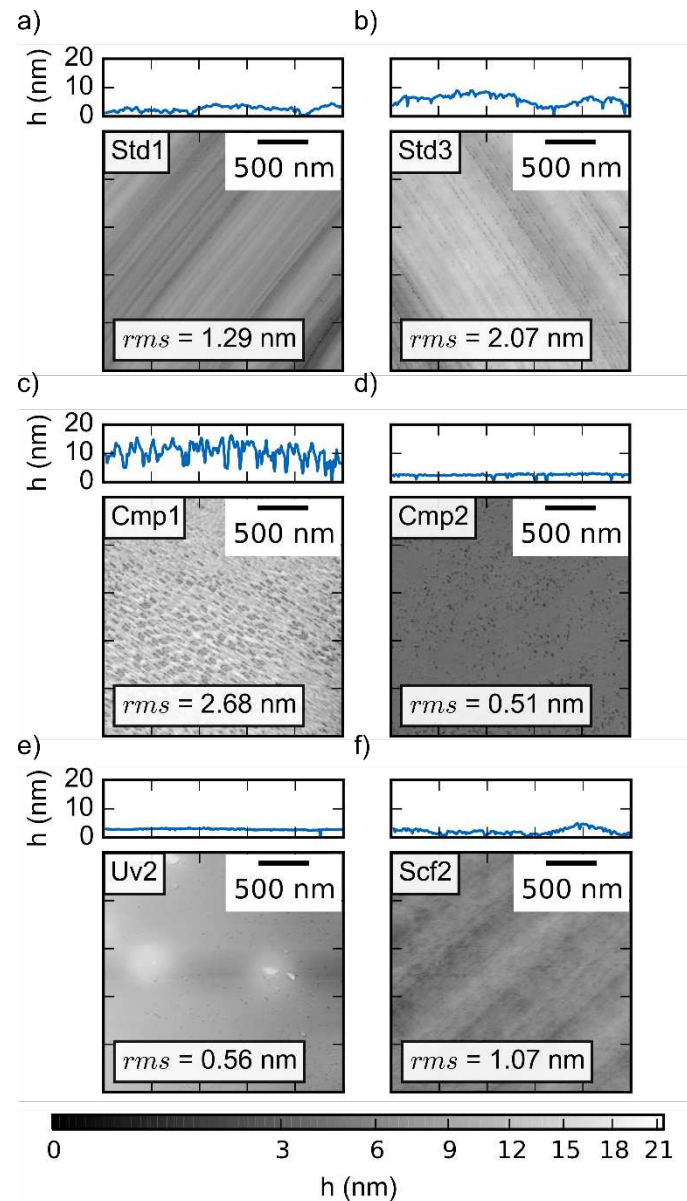 a)
b)
h (nm)
20
10
0
Std1
500 nm
Std3
500 nm
rms = 1.29 nm
rms = 2.07 nm
c)
d)
h (nm)
20
10
0
Cmp1
500 nm
Cmp2
500 nm
rms = 2.68 nm
rms = 0.51 nm
e)
f)
h (nm)
20
10
0
Uv2
500 nm
Scf2
500 nm
rms = 0.56 nm
rms = 1.07 nm
0 3 6 9 12 15 18 21
h (nm)